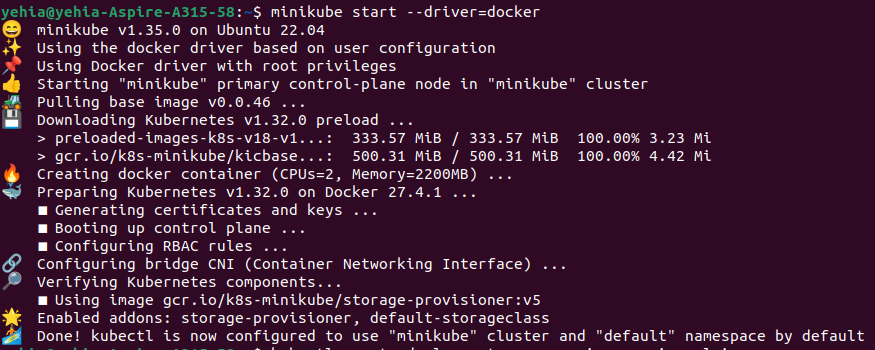 yehia@yehia-Aspire-A315-58:~$ minikube start --driver=docker
😄 minikube v1.35.0 on Ubuntu 22.04
✨ Using the docker driver based on user configuration
📌 Using Docker driver with root privileges
👍 Starting "minikube" primary control-plane node in "minikube" cluster
🚜 Pulling base image v0.0.46 ...
💾 Downloading Kubernetes v1.32.0 preload ...
> preloaded-images-k8s-v18-v1...: 333.57 MiB / 333.57 MiB 100.00% 3.23 Mi
> gcr.io/k8s-minikube/kicbase...: 500.31 MiB / 500.31 MiB 100.00% 4.42 Mi
🔥 Creating docker container (CPUs=2, Memory=2200MB) ...
🐳 Preparing Kubernetes v1.32.0 on Docker 27.4.1 ...
■ Generating certificates and keys ...
■ Booting up control plane ...
■ Configuring RBAC rules ...
🔗 Configuring bridge CNI (Container Networking Interface) ...
🔎 Verifying Kubernetes components...
■ Using image gcr.io/k8s-minikube/storage-provisioner:v5
🌟 Enabled addons: storage-provisioner, default-storageclass
🏄 Done! kubectl is now configured to use "minikube" cluster and "default" namespace by default